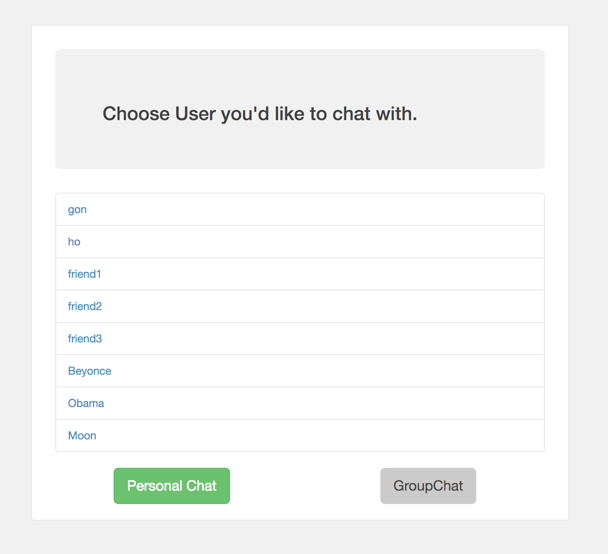 Choose User you'd like to chat with.
gon
ho
friend1
friend2
friend3
Beyonce
Obama
Moon
Personal Chat
GroupChat